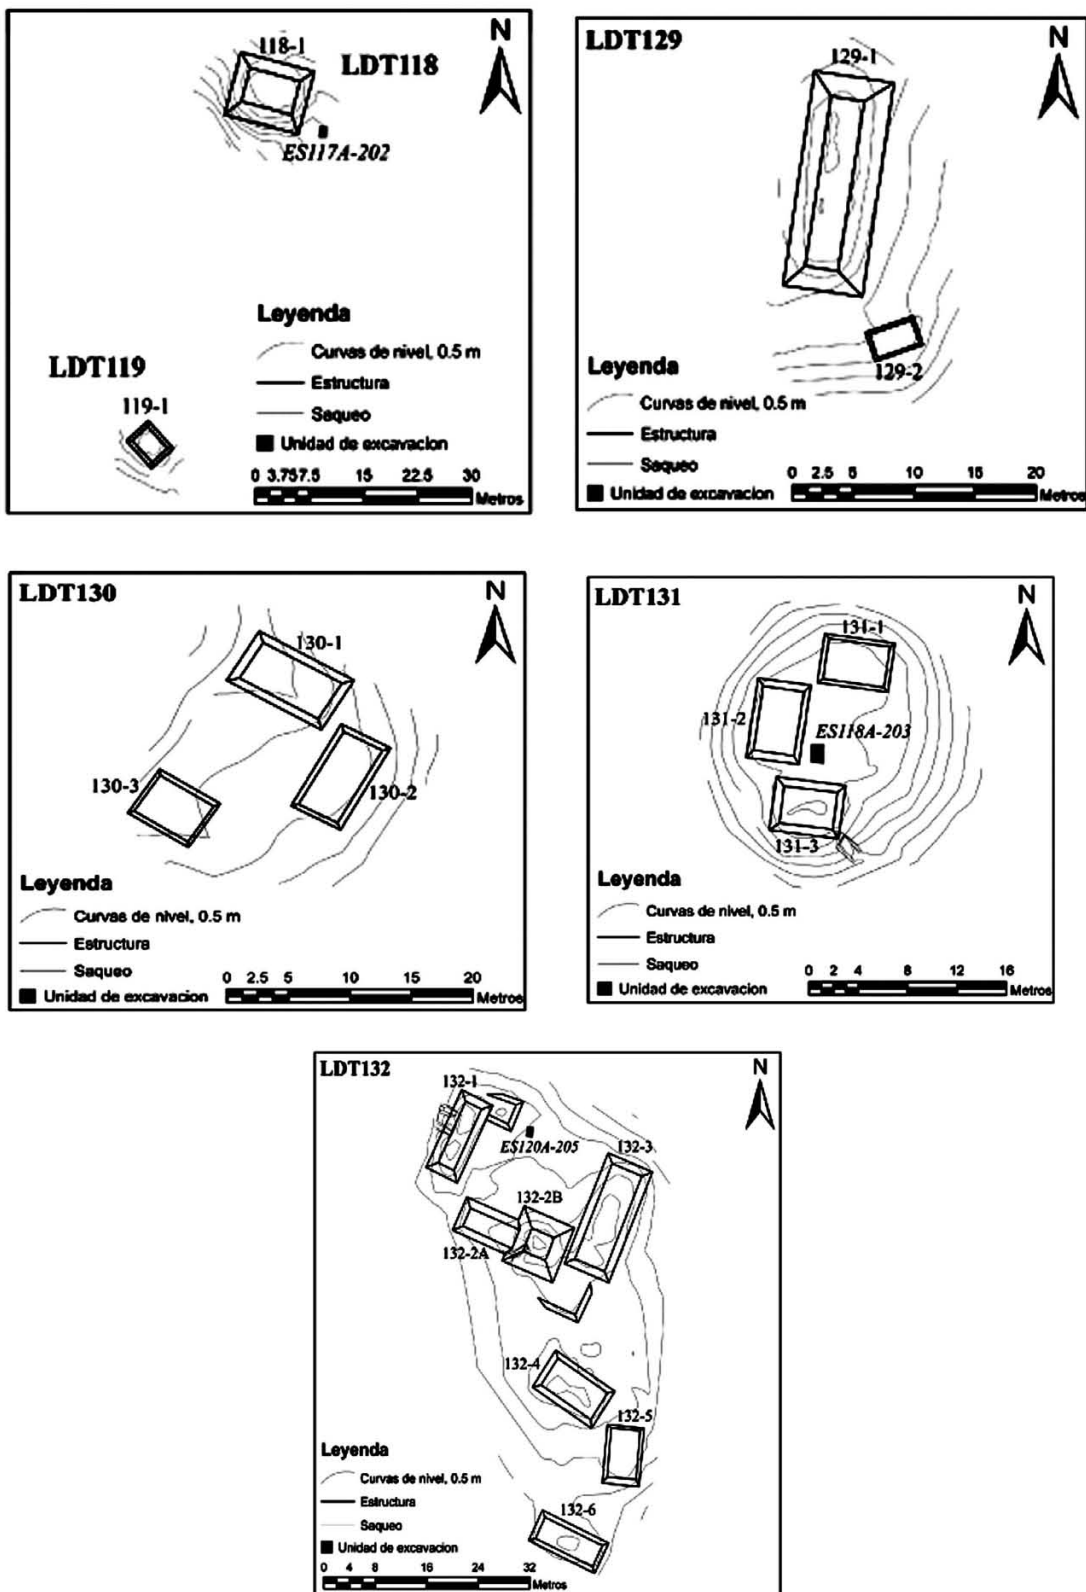 N
118-1
LDT118
ES117A-202
LDT119
119-1
Leyenda
Curvas de nivel, 0.5 m
Estructura
Saqueo
Unidad de excavacion
0 3.75 7.5 15 22.5 30
Metros
LDT129
N
129-1
129-2
Leyenda
Curvas de nivel, 0.5 m
Estructura
Saqueo
Unidad de excavacion
0 2.5 5 10 15 20
Metros
LDT130
N
130-1
130-3
130-2
Leyenda
Curvas de nivel, 0.5 m
Estructura
Saqueo
Unidad de excavacion
0 2.5 5 10 15 20
Metros
LDT131
N
131-1
131-2
ES118A-203
131-3
Leyenda
Curvas de nivel, 0.5 m
Estructura
Saqueo
Unidad de excavacion
0 2 4 8 12 16
Metros
LDT132
N
132-1
ES120A-205
132-3
132-2B
132-2A
132-4
132-5
132-6
Leyenda
Curvas de nivel, 0.5 m
Estructura
Saqueo
Unidad de excavacion
0 4 8 16 24 32
Metros